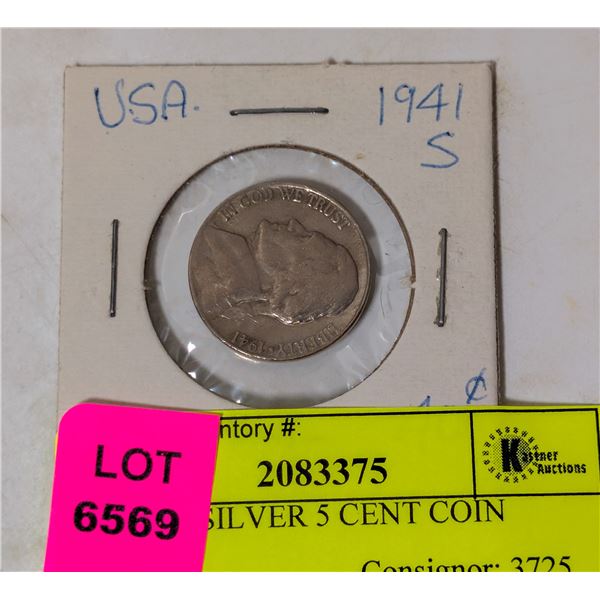 U.S.A.
1941
S
IN GOD WE TRUST
LIBERTY · 1941
¢
LOT
6569
ntory #:
2083375
Kastner
Auctions
SILVER 5 CENT COIN
Consignor: 3725